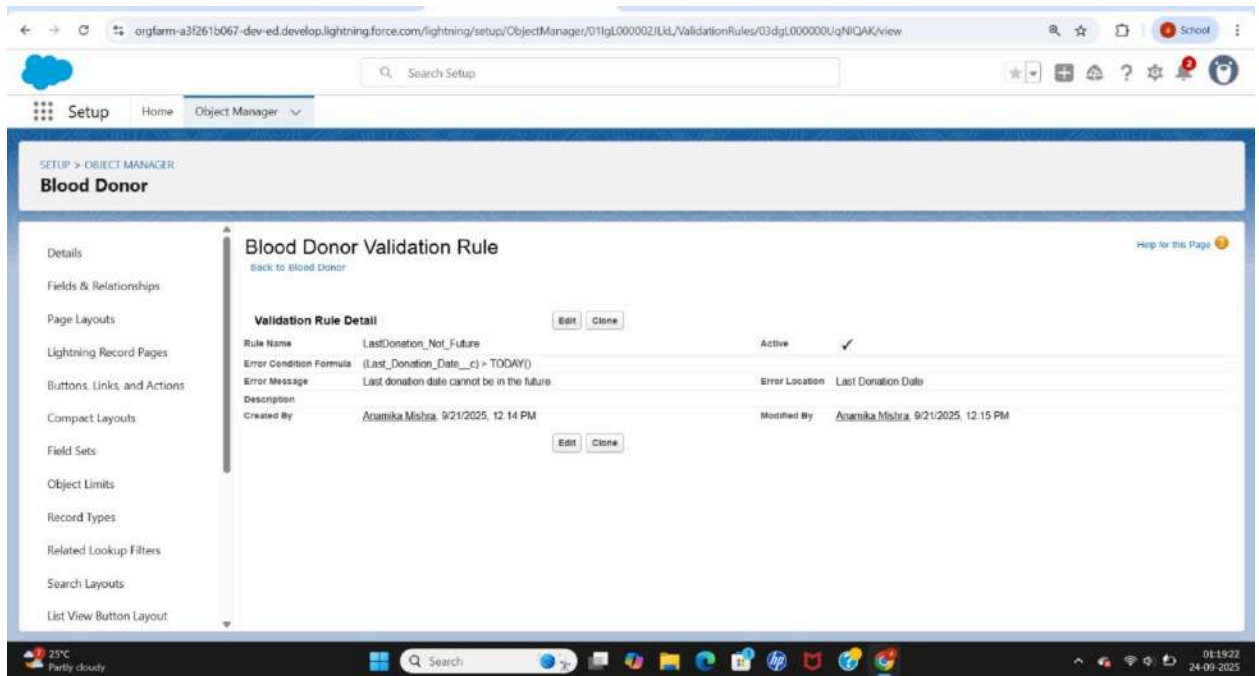 orgfarm-a3f261b067-dev-ed.develop.lightning.force.com/lightning/setup/ObjectManager/01IgL000002JLid,/ValidationRules/03dgL000000UqNIQAK/view
School
Search Setup
2
Setup Home Object Manager
SETUP > OBJECT MANAGER
Blood Donor
Details
Fields & Relationships
Page Layouts
Lightning Record Pages
Buttons, Links, and Actions
Compact Layouts
Field Sets
Object Limits
Record Types
Related Lookup Filters
Search Layouts
List View Button Layout
Blood Donor Validation Rule
Help for this Page
Back to Blood Donor
Validation Rule Detail Edit Clone
Rule Name LastDonation_Not_Future Active ✓
Error Condition Formula (Last_Donation_Date__c) > TODAY()
Error Message Last donation date cannot be in the future Error Location Last Donation Date
Description
Created By Anamika Mishra, 9/21/2025, 12:14 PM Modified By Anamika Mishra, 9/21/2025, 12:15 PM
Edit Clone
25°C
Partly cloudy
Search
hp
01:19:22
24-09-2025